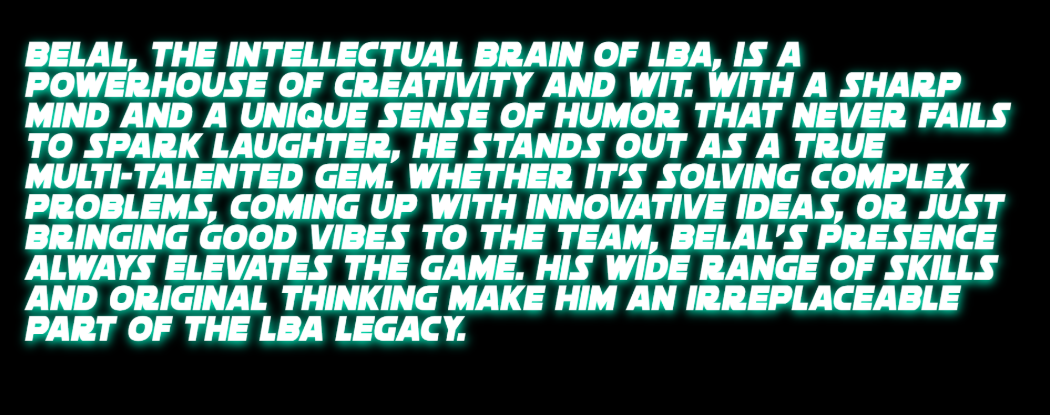 BELAL, THE INTELLECTUAL BRAIN OF LBA, IS A
POWERHOUSE OF CREATIVITY AND WIT. WITH A SHARP
MIND AND A UNIQUE SENSE OF HUMOR THAT NEVER FAILS
TO SPARK LAUGHTER, HE STANDS OUT AS A TRUE
MULTI-TALENTED GEM. WHETHER IT'S SOLVING COMPLEX
PROBLEMS, COMING UP WITH INNOVATIVE IDEAS, OR JUST
BRINGING GOOD VIBES TO THE TEAM, BELAL'S PRESENCE
ALWAYS ELEVATES THE GAME. HIS WIDE RANGE OF SKILLS
AND ORIGINAL THINKING MAKE HIM AN IRREPLACEABLE
PART OF THE LBA LEGACY.